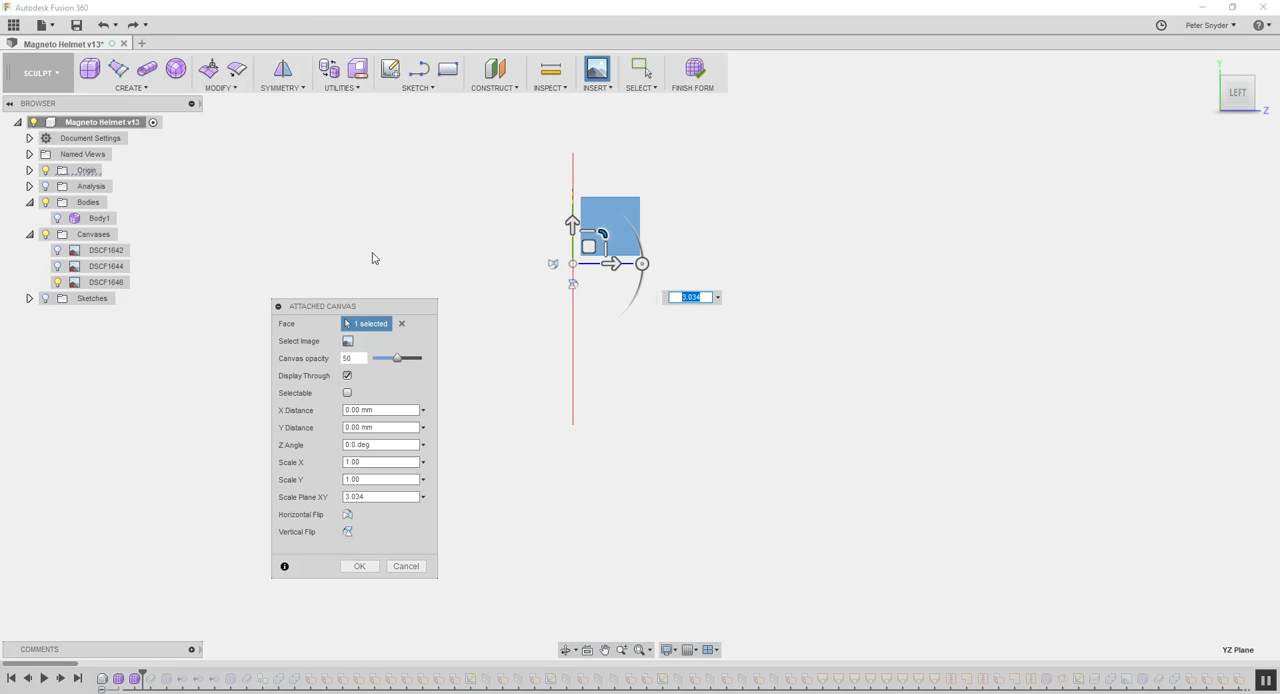 Autodesk Fusion 360
Peter Snyder
Magneto Helmet v13*
SCULPT
CREATE
MODIFY
SYMMETRY
UTILITIES
SKETCH
CONSTRUCT
INSPECT
INSERT
SELECT
FINISH FORM
BROWSER
Magneto Helmet v13
Document Settings
Named Views
Origin
Analysis
Bodies
Body1
Canvases
DSCF1642
DSCF1644
DSCF1646
Sketches
Y
LEFT
Z
3.034
ATTACHED CANVAS
Face 1 selected
Select Image
Canvas opacity 50
Display Through
Selectable
X Distance 0.00 mm
Y Distance 0.00 mm
Z Angle 0.0 deg
Scale X 1.00
Scale Y 1.00
Scale Plane XY 3.034
Horizontal Flip
Vertical Flip
OK Cancel
COMMENTS
YZ Plane